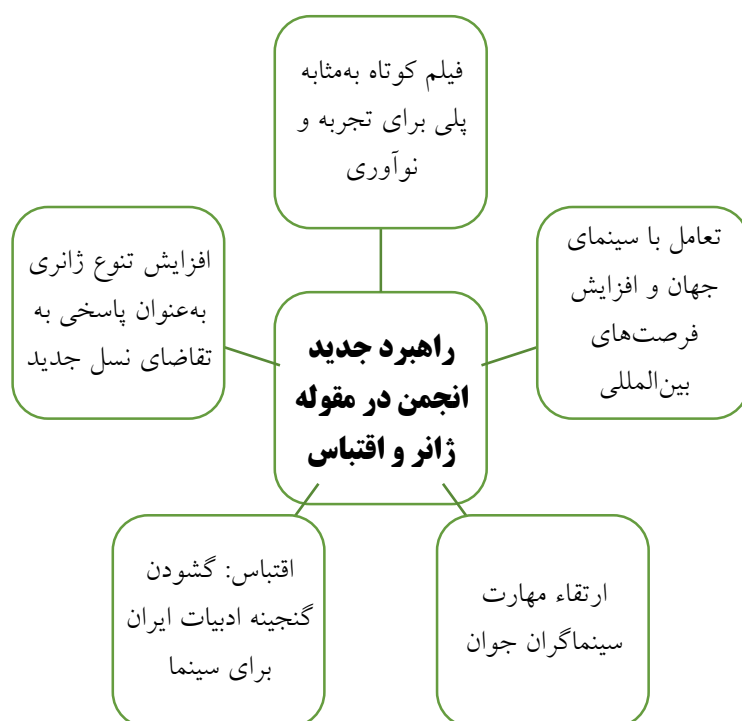 فیلم کوتاه به‌مثابه
پلی برای تجربه و
نوآوری
تعامل با سینمای
جهان و افزایش
فرصت‌های
بین‌المللی
افزایش تنوع ژانری
به‌عنوان پاسخی به
تقاضای نسل جدید
راهبرد جدید
انجمن در مقوله
ژانر و اقتباس
ارتقاء مهارت
سینماگران جوان
اقتباس: گشودن
گنجینه ادبیات ایران
برای سینما